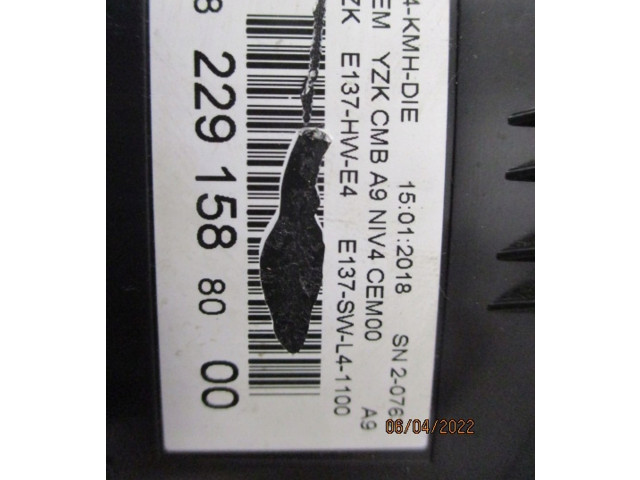 4-KMH-DIE 15:01:2018 SN 2-076
EM YZK CMB A9 NIV4 CEM00 A9
ZK E137-HW-E4 E137-SW-L4-1100
8 229 158 80 00
06/04/2022